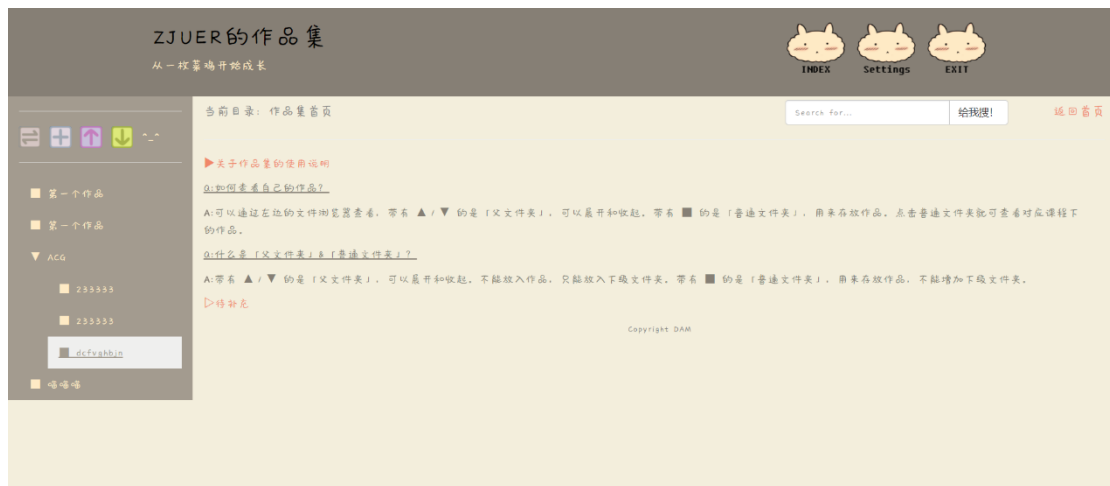 ZJUER的作品集
从一枚菜鸡开始成长
INDEX Settings EXIT
当前目录: 作品集首页
Search for...
给我搜!
返回首页
^_^
▶关于作品集的使用说明
Q:如何索看自己的作品?
A:可以通过左边的文件浏览置查看, 带有 ▲ / ▼ 的是「父文件夹」, 可以展开和收起, 带有 ■ 的是「普通文件夹」, 用来存放作品。点击普通文件夹就可查看对应课程下
的作品。
Q:什么是「父文件夹」&「普通文件夹」?
A:带有 ▲ / ▼ 的是「父文件夹」, 可以展开和收起, 不能放入作品, 只能放入下级文件夹。带有 ■ 的是「普通文件夹」, 用来存放作品, 不能增加下级文件夹。
▷待补充
Copyright DAM
■ 第一个作品
■ 第一个作品
▼ ACG
■ 233333
■ 233333
■ dcfvahbjn
■ 喵喵喵